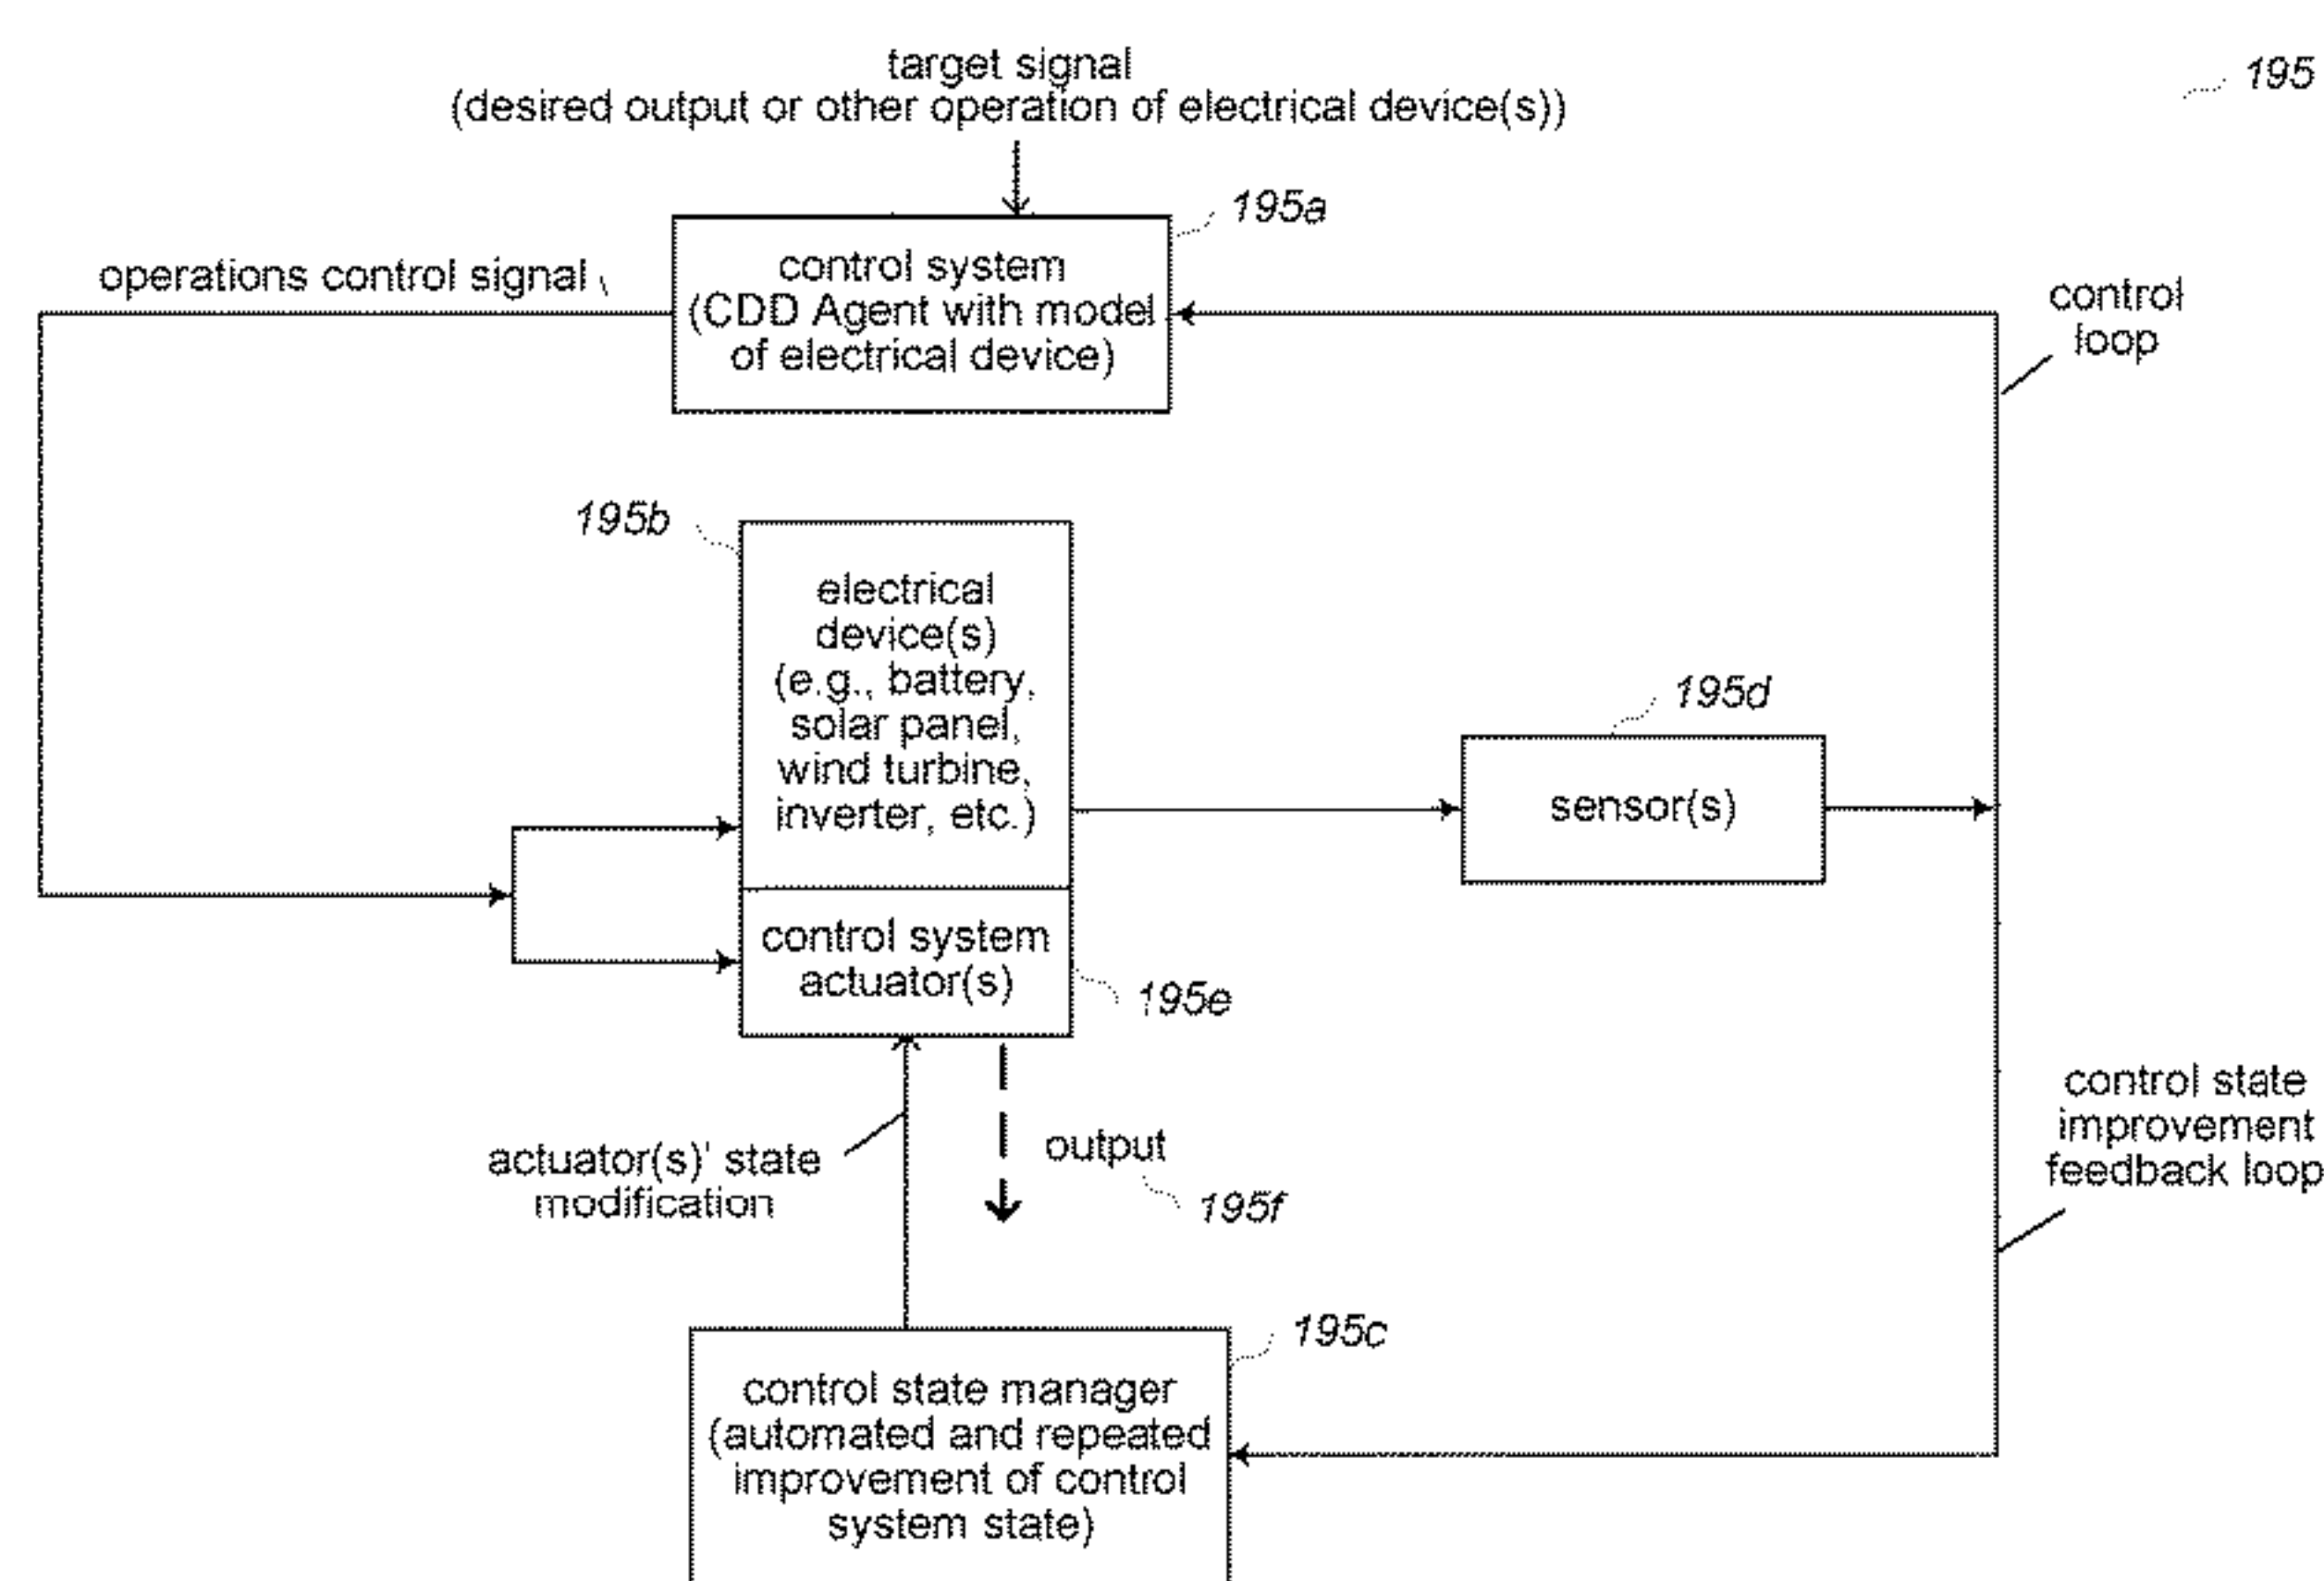 target signal
(desired output or other operation of electrical device(s))
195
195a
operations control signal
control system
(CDD Agent with model
of electrical device)
control
loop
195b
electrical
device(s)
(e.g., battery,
solar panel,
wind turbine,
inverter, etc.)
195d
sensor(s)
control system
actuator(s)
195e
actuator(s)' state
modification
output
195f
control state
improvement
feedback loop
195c
control state manager
(automated and repeated
improvement of control
system state)